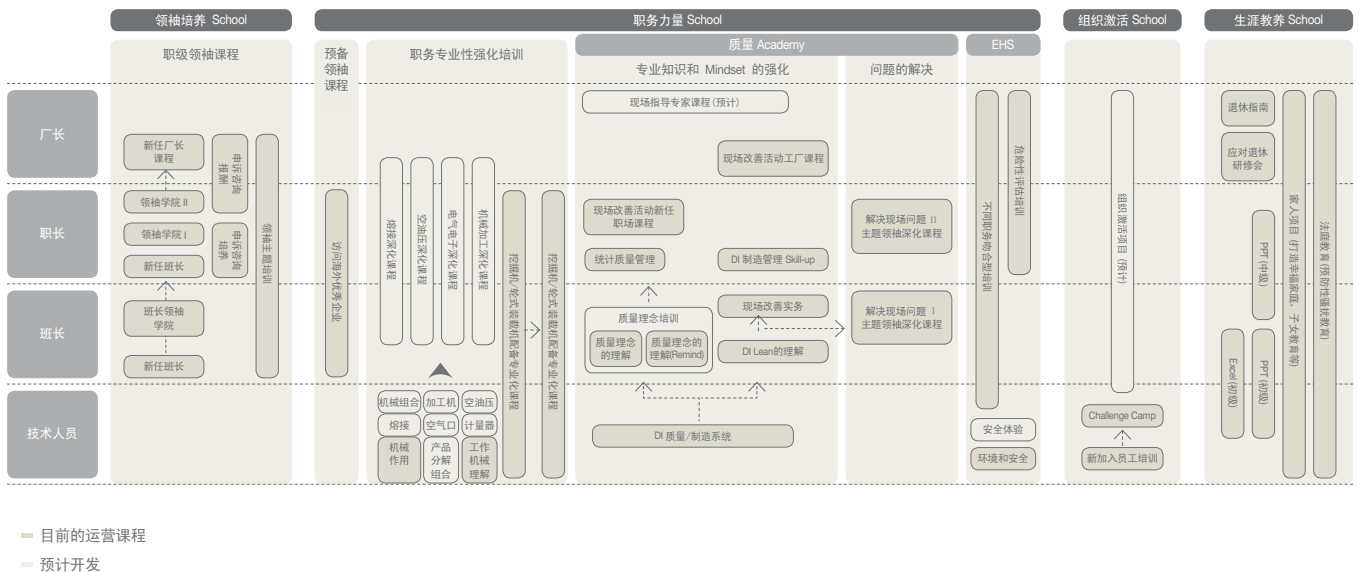 领袖培养 School
职务力量 School
组织激活 School
生涯教养 School
质量 Academy
EHS
职级领袖课程
预备
领袖
课程
职务专业性强化培训
专业知识和 Mindset 的强化
问题的解决
厂长
职长
班长
技术人员
新任厂长
课程
领袖学院 II
领袖学院 I
新任班长
班长领袖
学院
新任班长
申诉咨询
报酬
申诉咨询
培养
领袖主题培训
访问海外优秀企业
熔接深化课程
空油压深化课程
电气电子深化课程
机械加工深化课程
挖掘机/轮式装载机配备专业化课程
挖掘机/轮式装载机配备专业化课程
机械组合
加工机
空油压
熔接
空气口
计量器
机械
作用
产品
分解
组合
工作
机械
理解
现场指导专家课程(预计)
现场改善活动工厂课程
现场改善活动新任
职场课程
统计质量管理
DI 制造管理 Skill-up
质量理念培训
质量理念
的理解
质量理念的
理解(Remind)
现场改善实务
DI Lean的理解
DI 质量/制造系统
解决现场问题 II
主题领袖深化课程
解决现场问题 I
主题领袖深化课程
不同职务吻合型培训
危险性评估培训
安全体验
环境和安全
组织激活项目 (预计)
Challenge Camp
新加入员工培训
退休指南
应对退休
研修会
PPT (中级)
Excel (初级)
PPT (初级)
家人项目 (打造幸福家庭，子女教育等)
法庭教育 (预防性骚扰教育)
目前的运营课程
预计开发